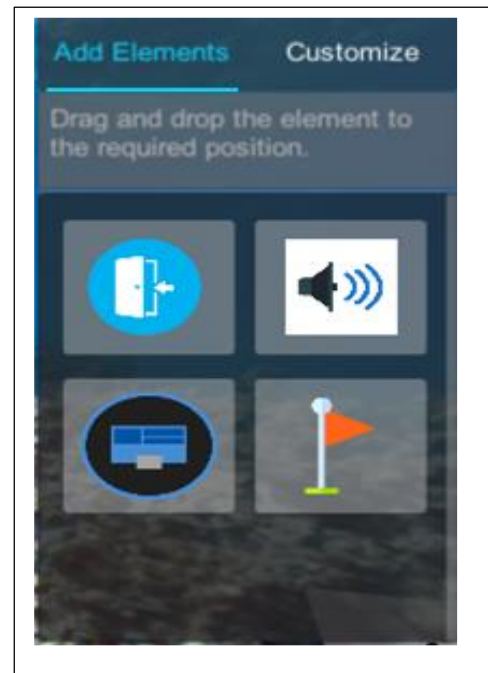 Add Elements Customize
Drag and drop the element to
the required position.